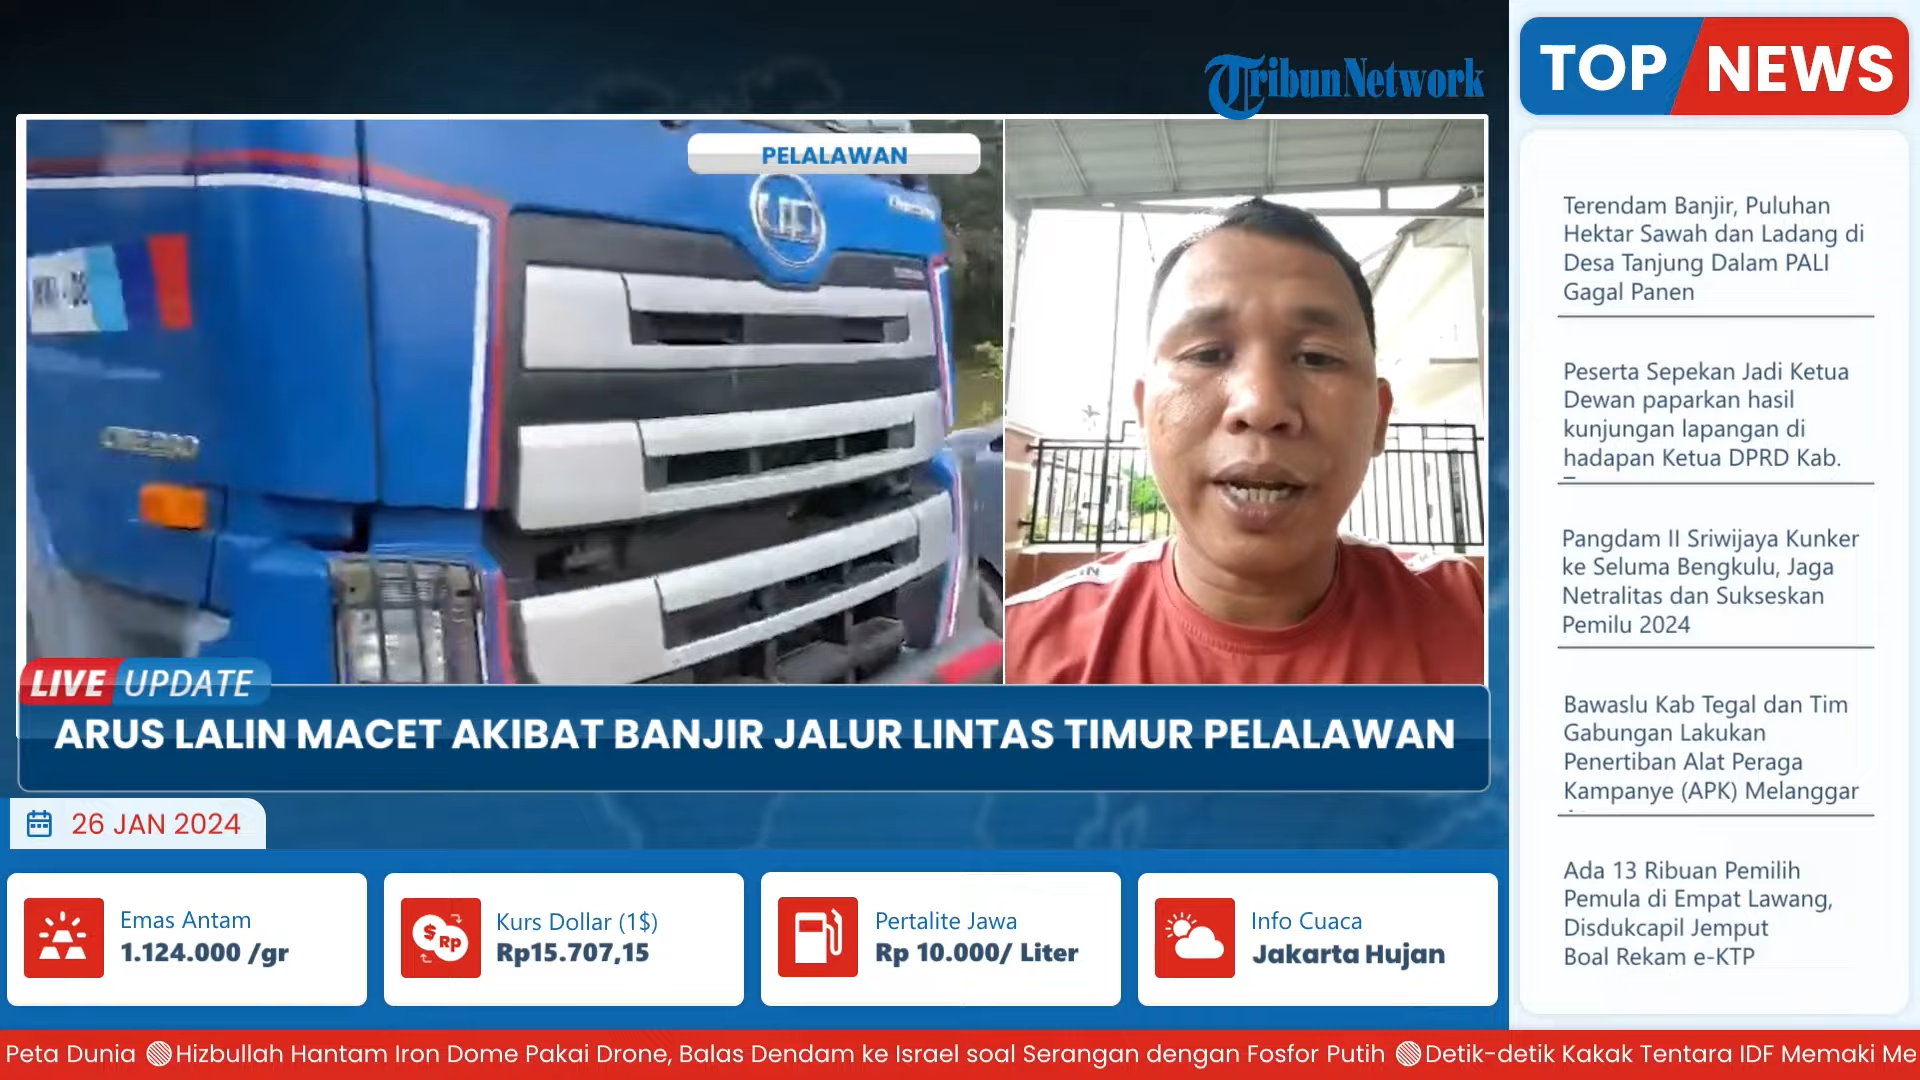 TribunNetwork
TOP NEWS
PELALAWAN
UD
LIVE UPDATE
ARUS LALIN MACET AKIBAT BANJIR JALUR LINTAS TIMUR PELALAWAN
26 JAN 2024
Emas Antam
1.124.000 /gr
Kurs Dollar (1$)
Rp15.707,15
Pertalite Jawa
Rp 10.000/ Liter
Info Cuaca
Jakarta Hujan
Terendam Banjir, Puluhan
Hektar Sawah dan Ladang di
Desa Tanjung Dalam PALI
Gagal Panen
Peserta Sepekan Jadi Ketua
Dewan paparkan hasil
kunjungan lapangan di
hadapan Ketua DPRD Kab.
Pangdam II Sriwijaya Kunker
ke Seluma Bengkulu, Jaga
Netralitas dan Sukseskan
Pemilu 2024
Bawaslu Kab Tegal dan Tim
Gabungan Lakukan
Penertiban Alat Peraga
Kampanye (APK) Melanggar
Ada 13 Ribuan Pemilih
Pemula di Empat Lawang,
Disdukcapil Jemput
Boal Rekam e-KTP
Peta Dunia Hizbullah Hantam Iron Dome Pakai Drone, Balas Dendam ke Israel soal Serangan dengan Fosfor Putih Detik-detik Kakak Tentara IDF Memaki Me